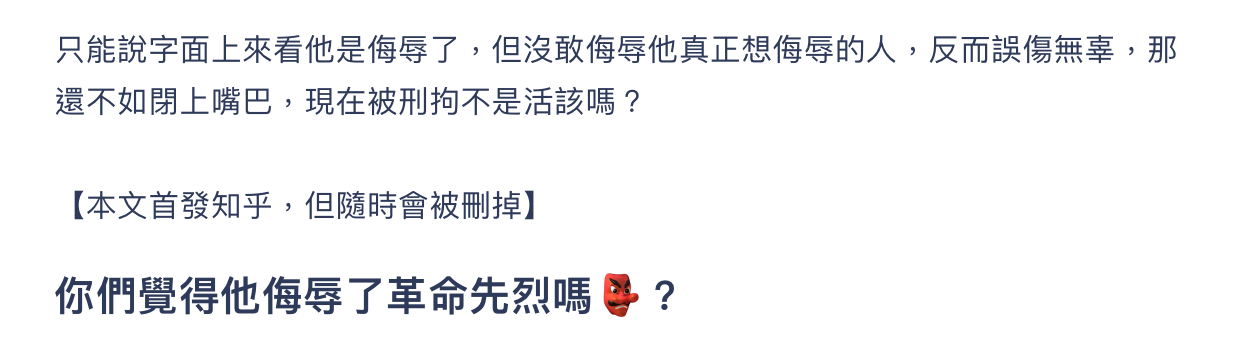 只能說字面上來看他是侮辱了，但沒敢侮辱他真正想侮辱的人，反而誤傷無辜，那
還不如閉上嘴巴，現在被刑拘不是活該嗎？
【本文首發知乎，但隨時會被刪掉】
你們覺得他侮辱了革命先烈嗎👺？